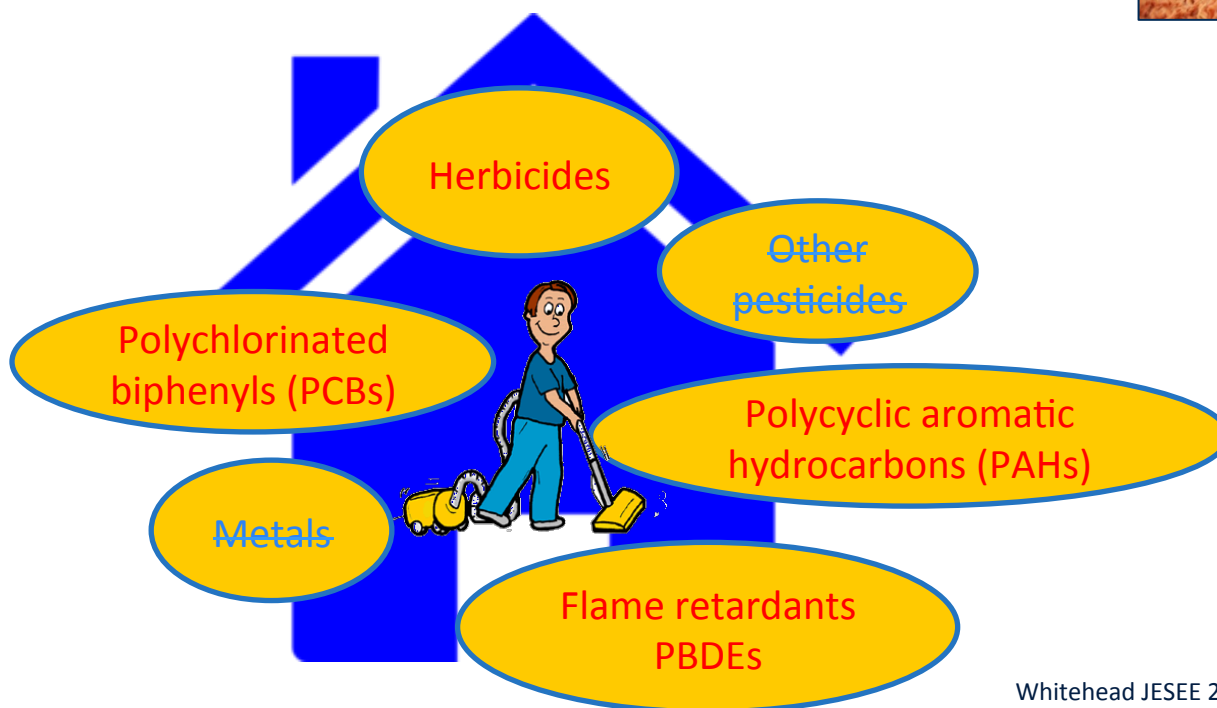 Herbicides
Other
pesticides
Polychlorinated
biphenyls (PCBs)
Polycyclic aromatic
hydrocarbons (PAHs)
Metals
Flame retardants
PBDEs
Whitehead JESEE 2